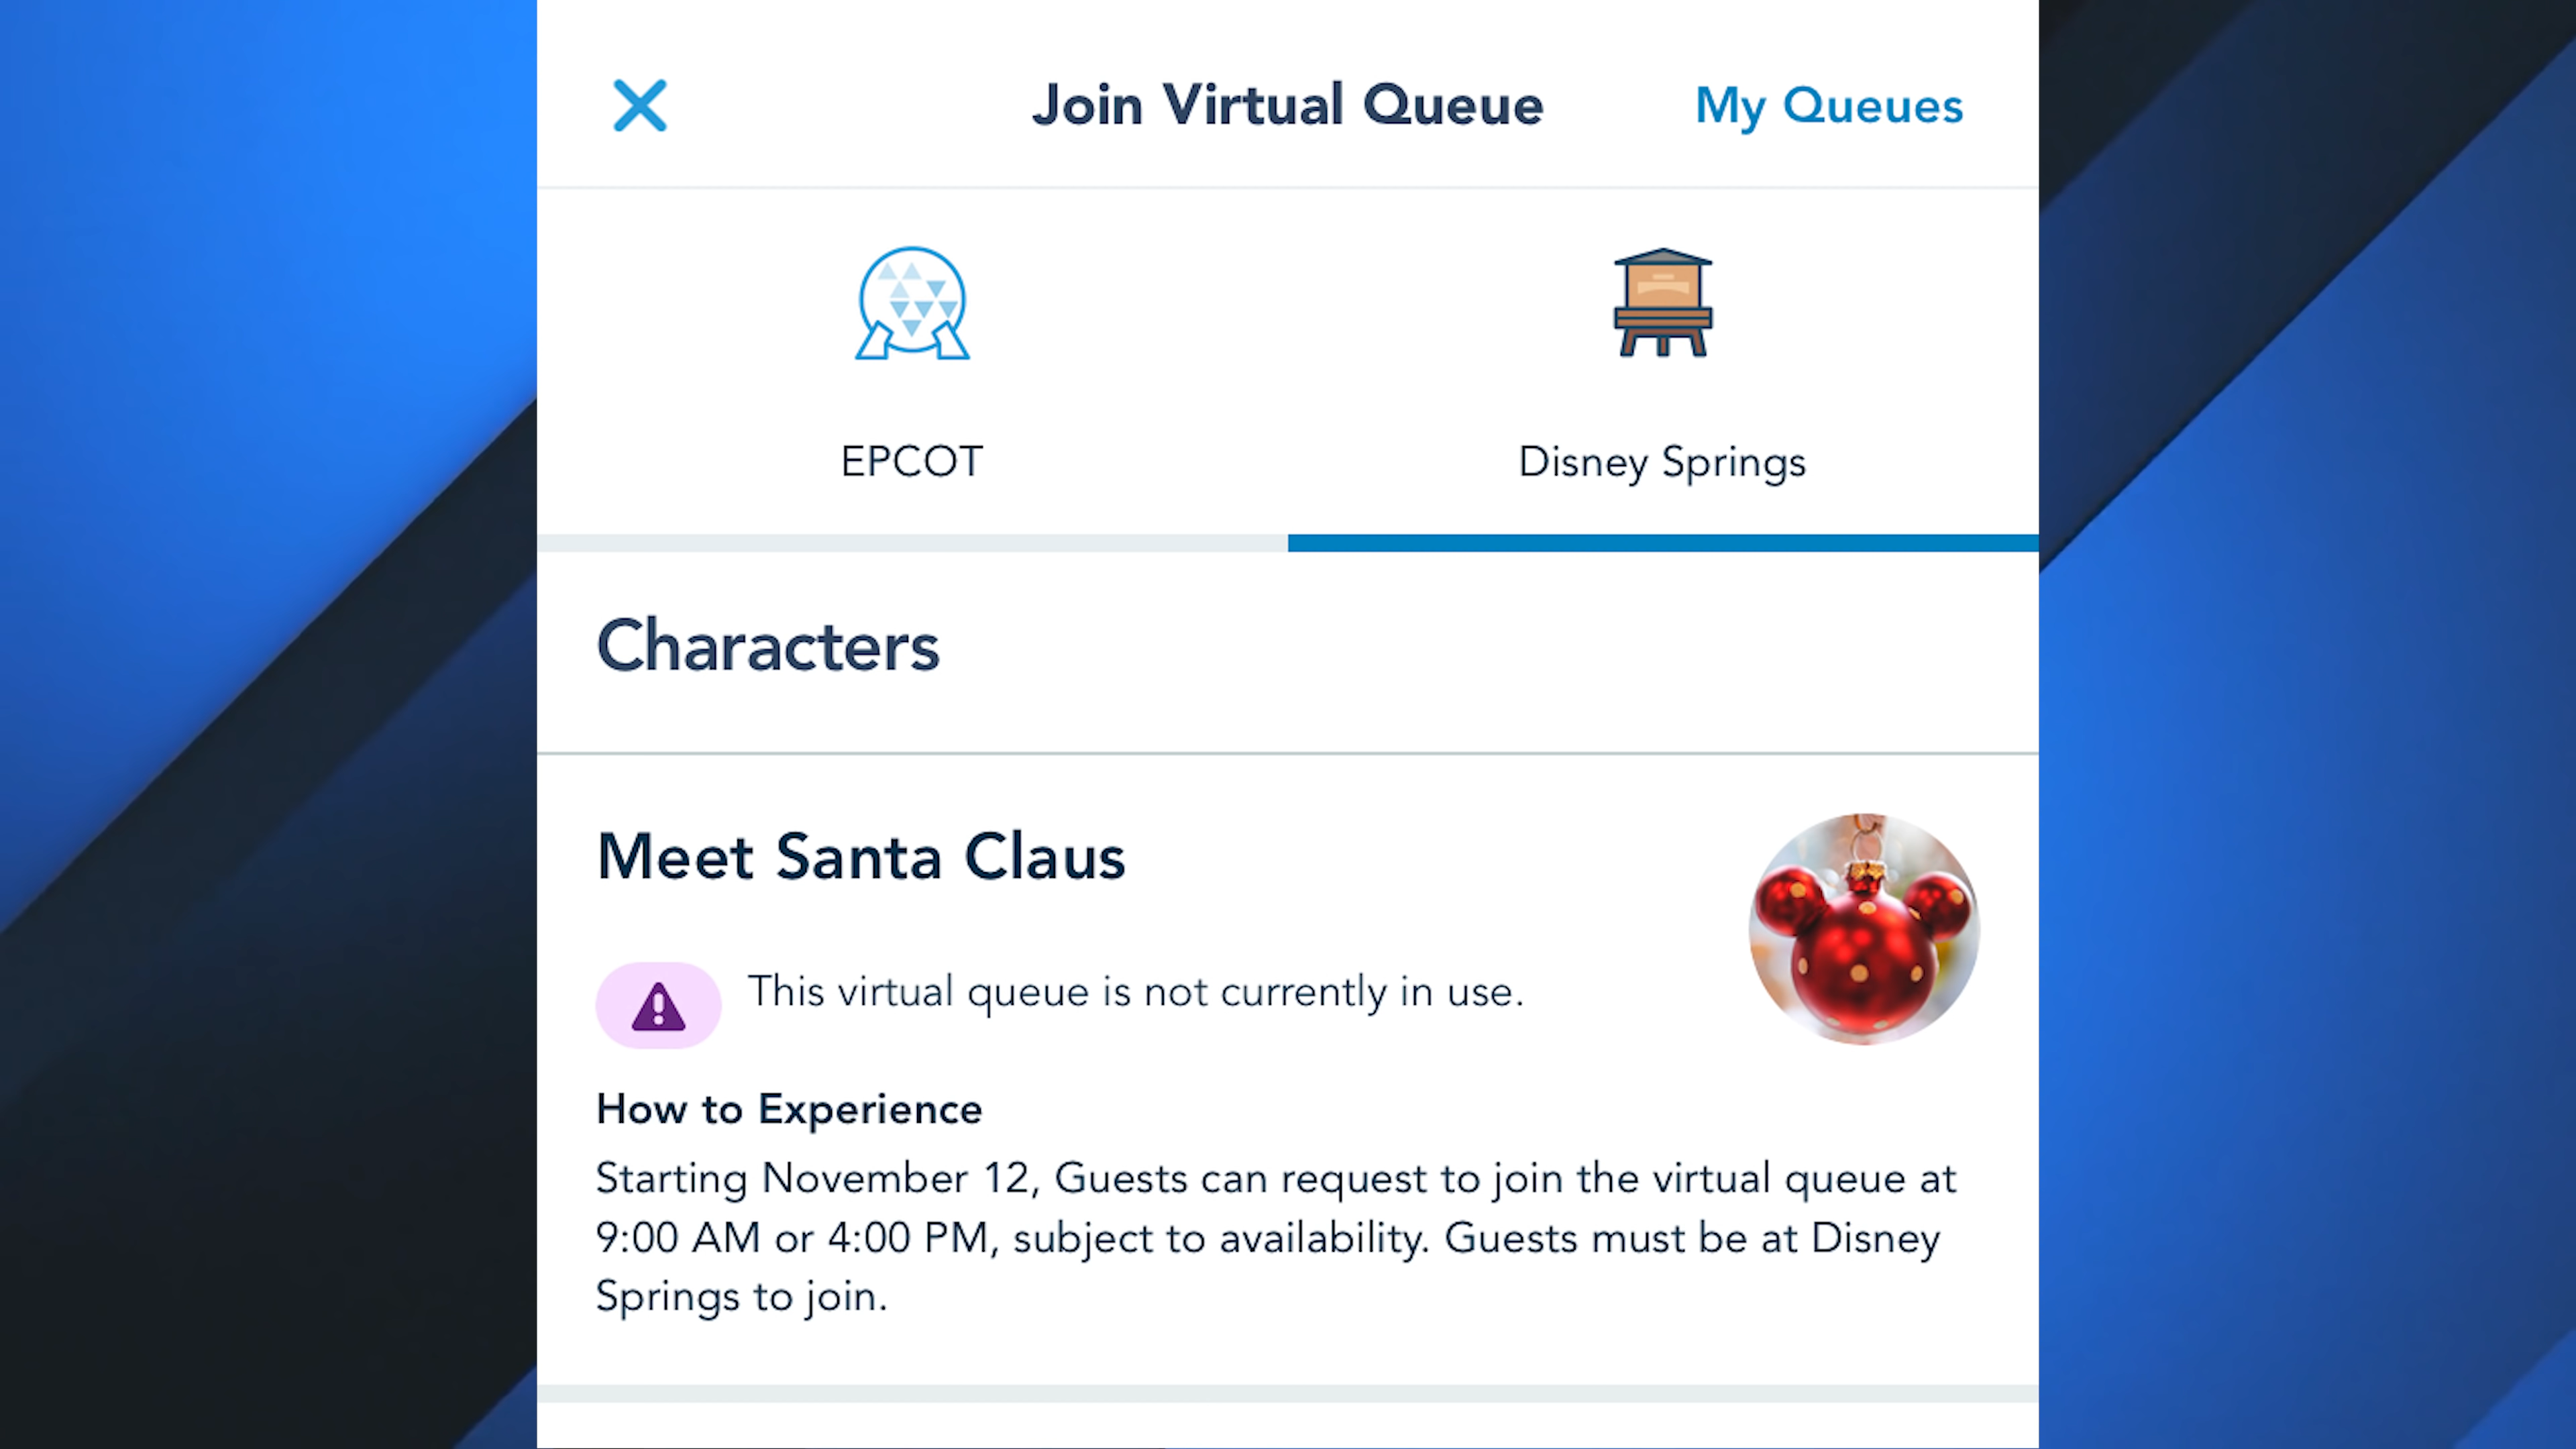 Join Virtual Queue
My Queues
EPCOT
Disney Springs
Characters
Meet Santa Claus
This virtual queue is not currently in use.
How to Experience
Starting November 12, Guests can request to join the virtual queue at
9:00 AM or 4:00 PM, subject to availability. Guests must be at Disney
Springs to join.